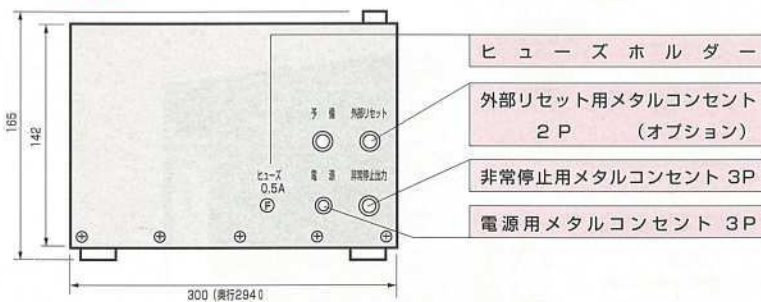 165
142
予 備
外部リセット
ヒューズ
0.5A
電 源
非常停止出力
F
300 (奥行294
ヒューズホルダー
外部リセット用メタルコンセント
2P (オプション)
非常停止用メタルコンセント 3P
電源用メタルコンセント 3P